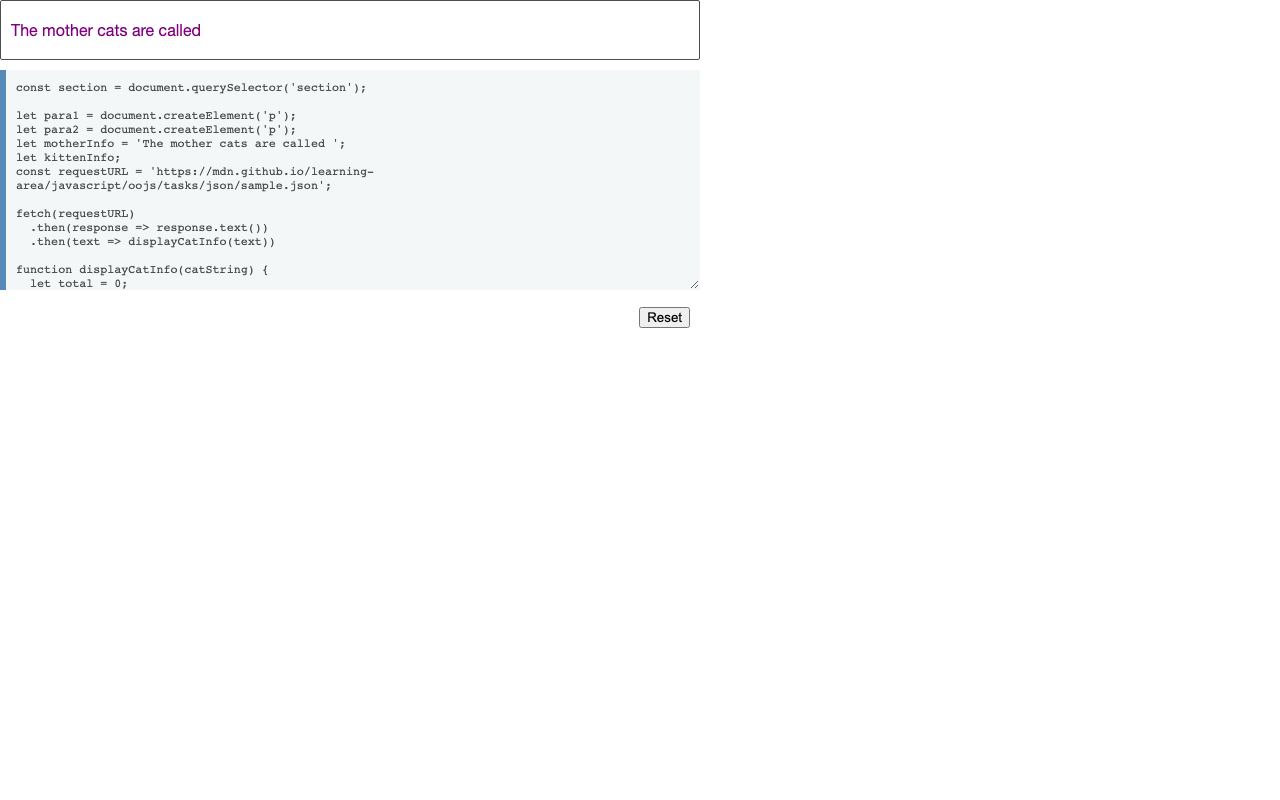 The mother cats are called
const section = document.querySelector('section');
let para1 = document.createElement('p');
let para2 = document.createElement('p');
let motherInfo = 'The mother cats are called ';
let kittenInfo;
const requestURL = 'https://mdn.github.io/learning-
area/javascript/oojs/tasks/json/sample.json';
fetch(requestURL)
  .then(response => response.text())
  .then(text => displayCatInfo(text))
function displayCatInfo(catString) {
  let total = 0;
Reset